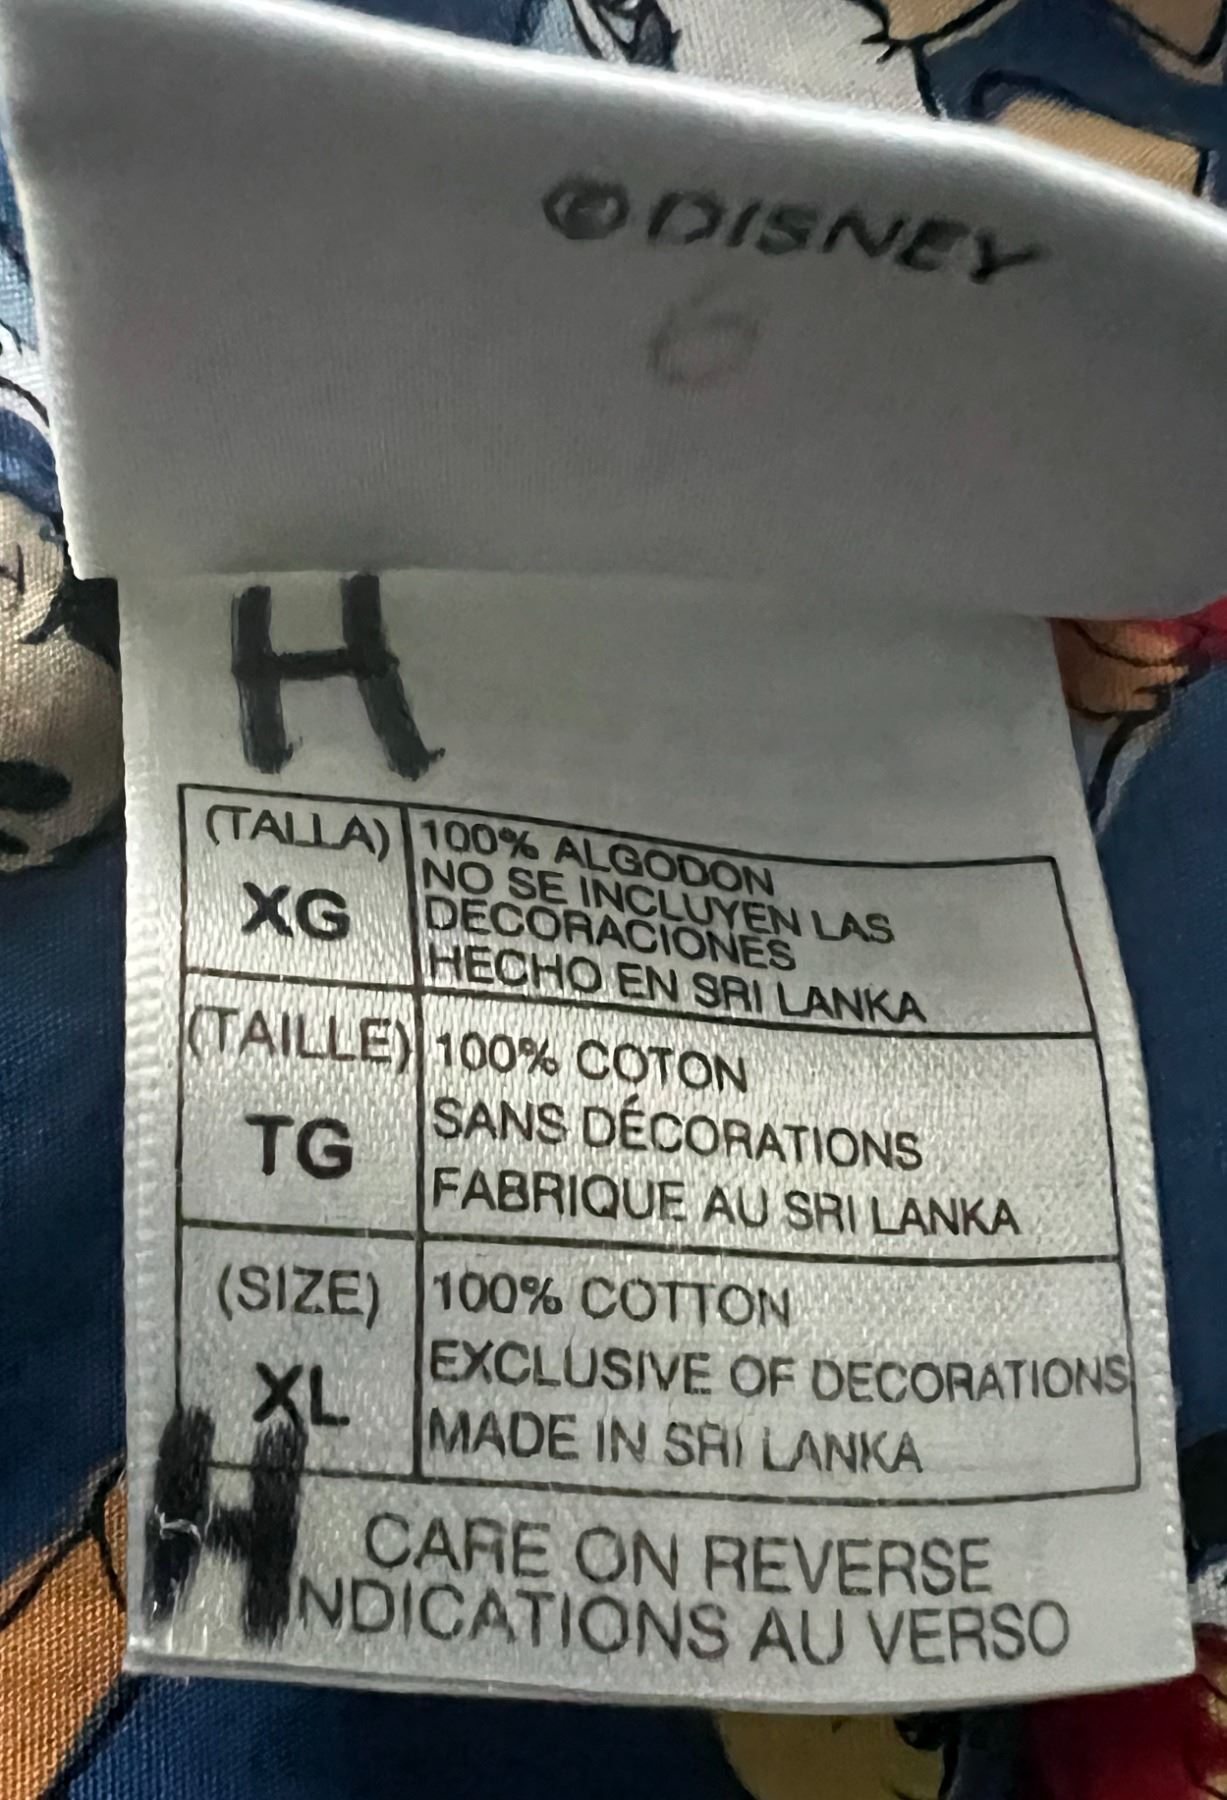 ©DISNEY
H
(TALLA)
XG
100% ALGODON
NO SE INCLUYEN LAS
DECORACIONES
HECHO EN SRI LANKA
(TAILLE)
TG
100% COTON
SANS DÉCORATIONS
FABRIQUE AU SRI LANKA
(SIZE)
XL
100% COTTON
EXCLUSIVE OF DECORATIONS
MADE IN SRI LANKA
H
CARE ON REVERSE
INDICATIONS AU VERSO